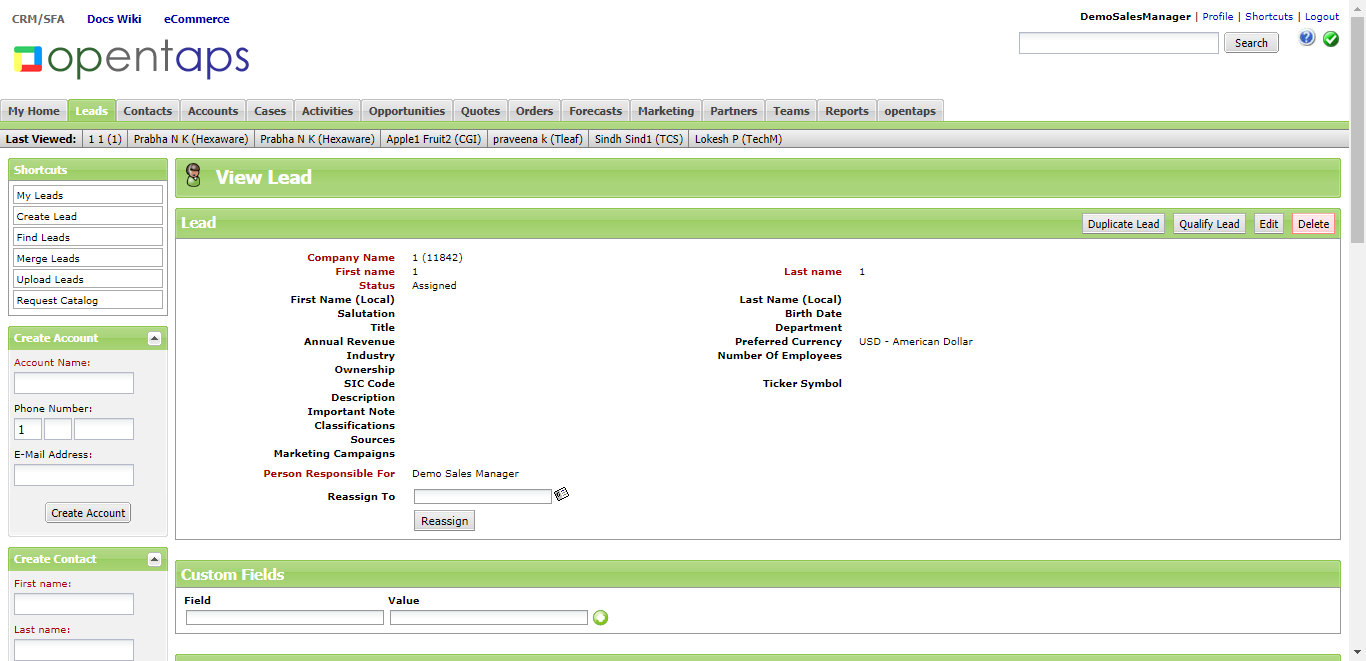 CRM/SFA Docs Wiki eCommerce
DemoSalesManager | Profile | Shortcuts | Logout
opentaps
Search
?
My Home Leads Contacts Accounts Cases Activities Opportunities Quotes Orders Forecasts Marketing Partners Teams Reports opentaps
Last Viewed: 1 1 (1) Prabha N K (Hexaware) Prabha N K (Hexaware) Apple1 Fruit2 (CGI) praveena k (Tleaf) Sindh Sind1 (TCS) Lokesh P (TechM)
Shortcuts
My Leads
Create Lead
Find Leads
Merge Leads
Upload Leads
Request Catalog
Create Account
Account Name:
Phone Number:
1
E-Mail Address:
Create Account
Create Contact
First name:
Last name:
View Lead
Lead
Duplicate Lead Qualify Lead Edit Delete
Company Name 1 (11842)
First name 1 Last name 1
Status Assigned
First Name (Local) Last Name (Local)
Salutation Birth Date
Title Department
Annual Revenue Preferred Currency USD - American Dollar
Industry Number Of Employees
Ownership
SIC Code Ticker Symbol
Description
Important Note
Classifications
Sources
Marketing Campaigns
Person Responsible For Demo Sales Manager
Reassign To
Reassign
Custom Fields
Field Value